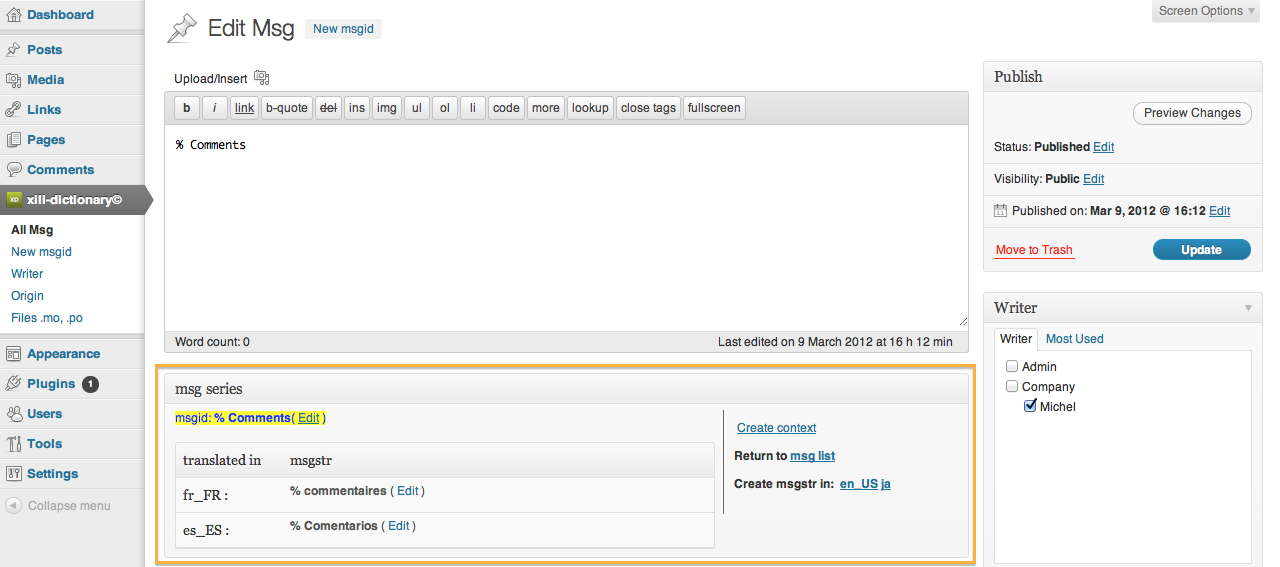 Dashboard
Posts
Media
Links
Pages
Comments
XD xili-dictionary©
All Msg
New msgid
Writer
Origin
Files .mo, .po
Appearance
Plugins 1
Users
Tools
Settings
Collapse menu
Screen Options
Edit Msg New msgid
Upload/Insert
b i link b-quote del ins img ul ol li code more lookup close tags fullscreen
% Comments
Word count: 0 Last edited on 9 March 2012 at 16 h 12 min
msg series
msgid: % Comments( Edit )
translated in msgstr
fr_FR : % commentaires ( Edit )
es_ES : % Comentarios ( Edit )
Create context
Return to msg list
Create msgstr in: en_US ja
Publish
Preview Changes
Status: Published Edit
Visibility: Public Edit
Published on: Mar 9, 2012 @ 16:12 Edit
Move to Trash Update
Writer
Writer Most Used
Admin
Company
Michel